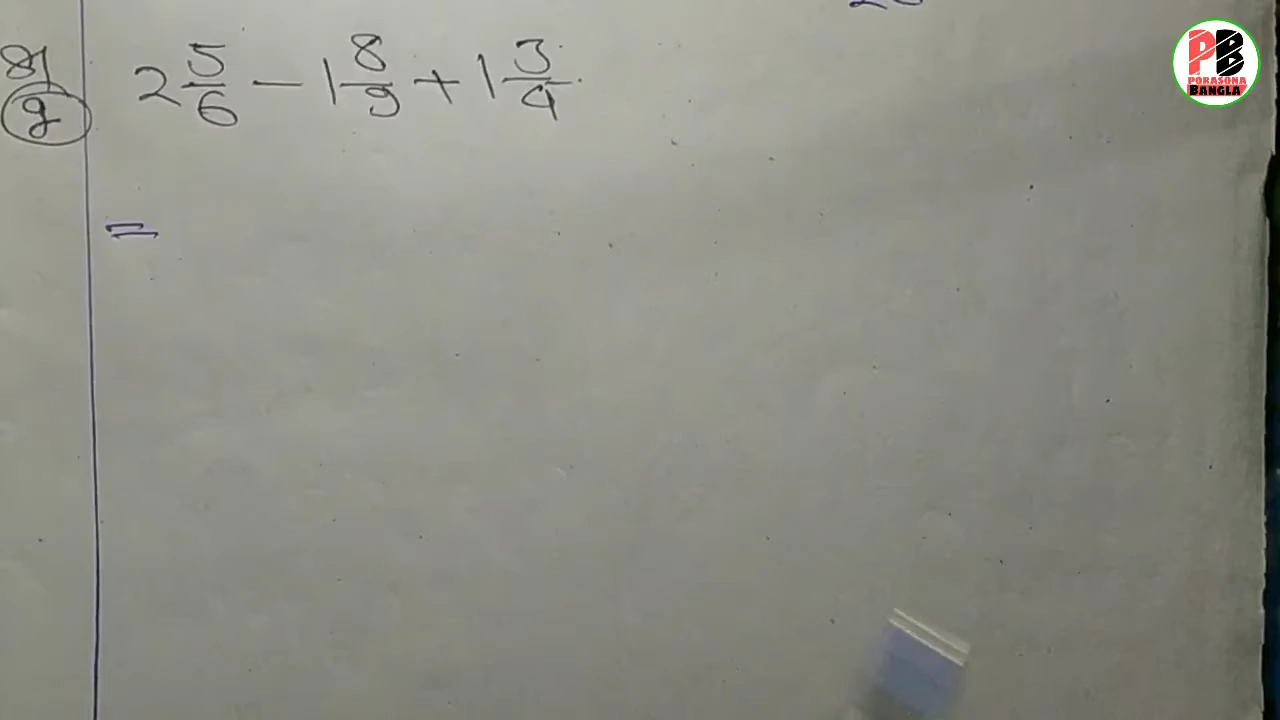 8) 2 5/6 - 1 8/9 + 1 3/4
g
=
PB
PORASONA
BANGLA